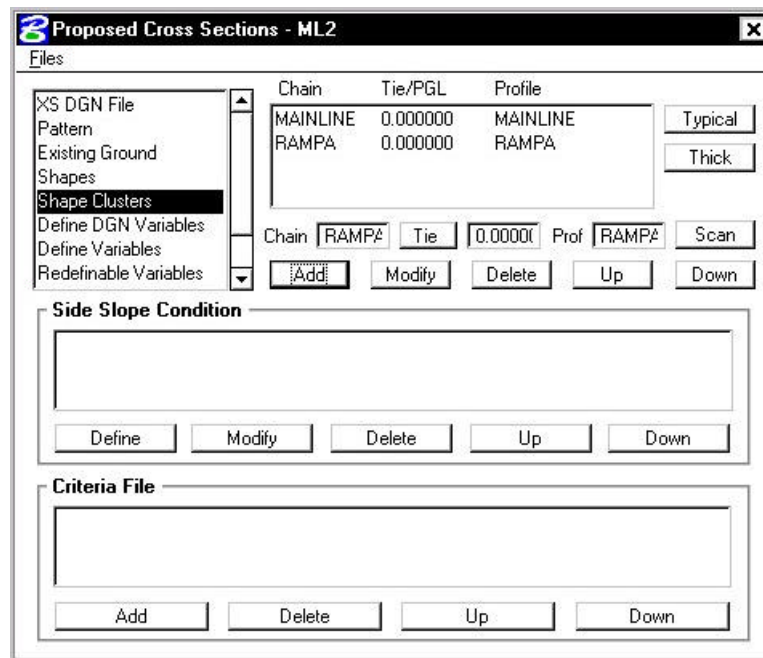 Proposed Cross Sections - ML2
Files
XS DGN File
Pattern
Existing Ground
Shapes
Shape Clusters
Define DGN Variables
Define Variables
Redefinable Variables
Chain Tie/PGL Profile
MAINLINE 0.000000 MAINLINE
RAMPA 0.000000 RAMPA
Typical
Thick
Chain RAMPA Tie 0.0000( Prof RAMPA Scan
Add Modify Delete Up Down
Side Slope Condition
Define Modify Delete Up Down
Criteria File
Add Delete Up Down